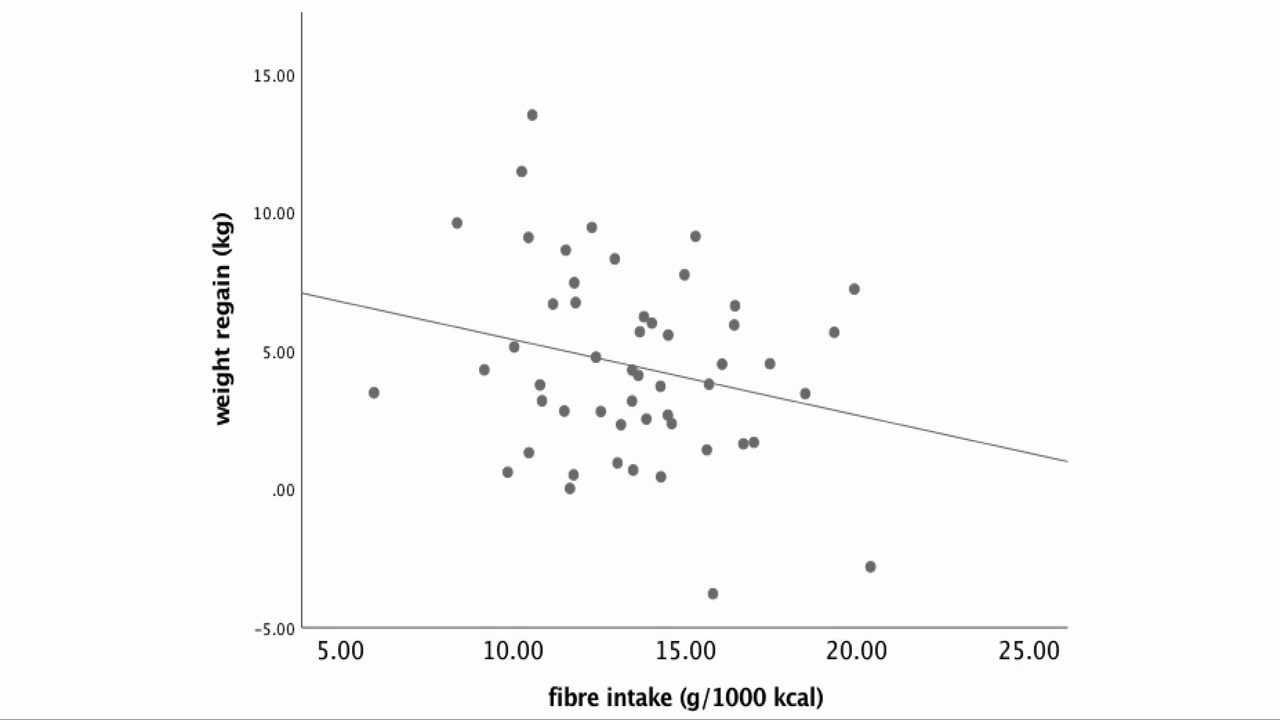 15.00
10.00
5.00
.00
-5.00
weight regain (kg)
5.00 10.00 15.00 20.00 25.00
fibre intake (g/1000 kcal)